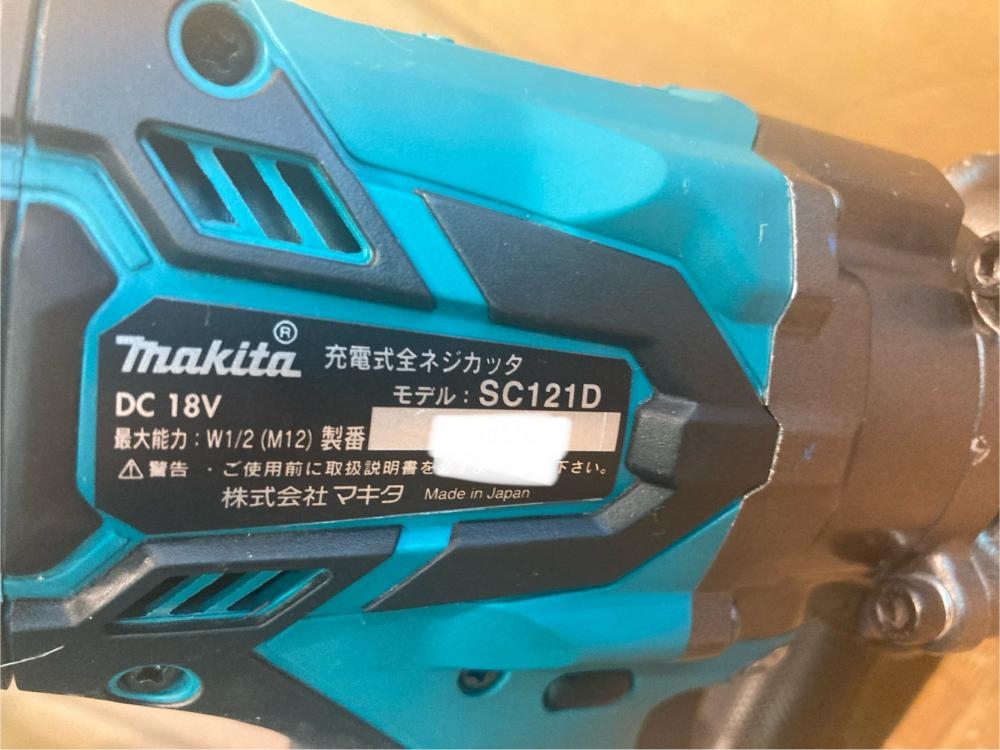 makita® 充電式全ネジカッタ
モデル：SC121D
DC 18V
最大能力：W1/2 (M12) 製番
⚠警告・ご使用前に取扱説明書を 下さい。
株式会社マキタ Made in Japan